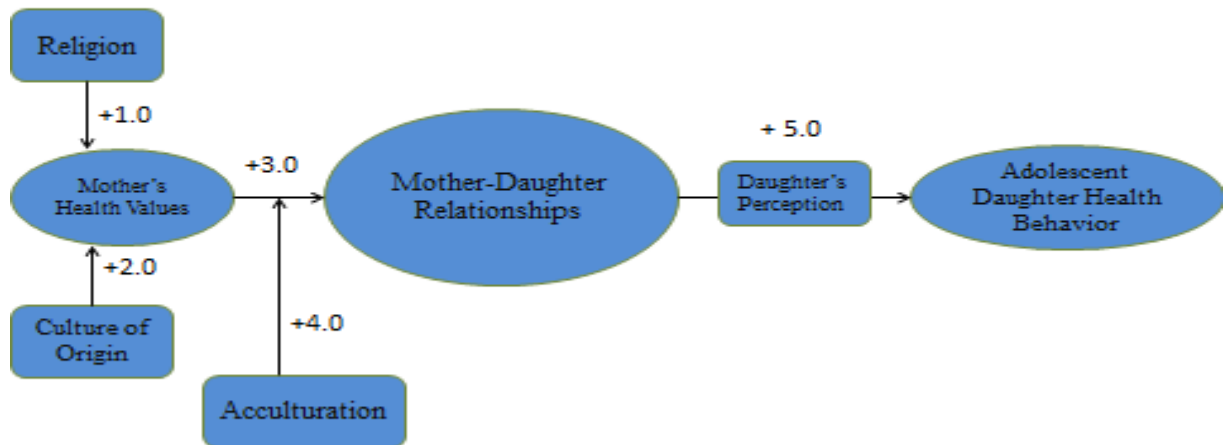 Religion
+1.0
Mother's
Health Values
+2.0
Culture of
Origin
+3.0
+4.0
Acculturation
Mother-Daughter
Relationships
+ 5.0
Daughter's
Perception
Adolescent
Daughter Health
Behavior